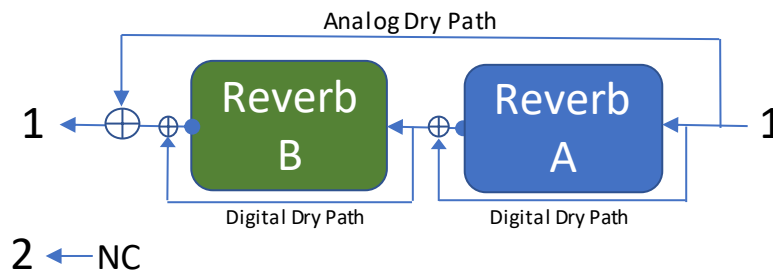 Analog Dry Path
Reverb
B
Reverb
A
1
1
Digital Dry Path
Digital Dry Path
2
NC